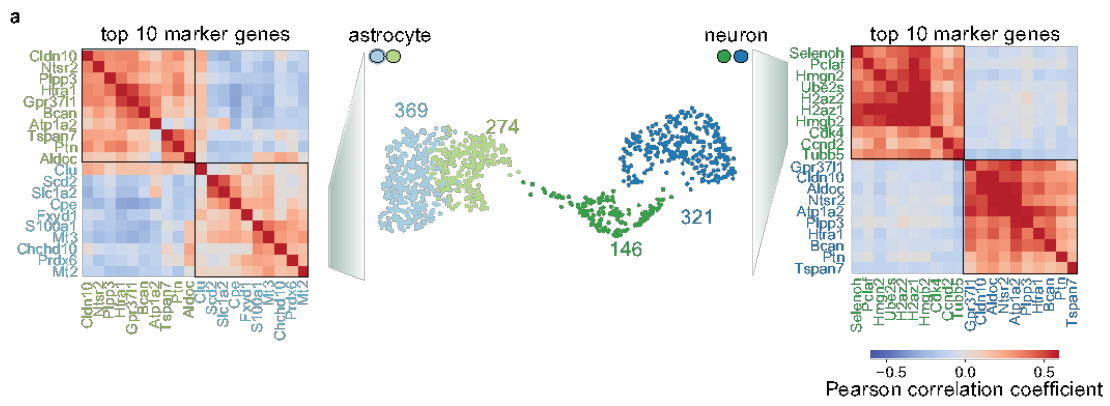 a
top 10 marker genes
astrocyte
neuron
top 10 marker genes
Cldn10
Ntsr2
Plpp3
Htra1
Gpr37l1
Bcan
Atp1a2
Tspan7
Ptn
Aldoc
Clu
Scd2
Slc1a2
Cpe
Fxyd1
S100a1
Mt3
Chchd10
Prdx6
Mt2
Cldn10
Ntsr2
Plpp3
Htra1
Gpr37l1
Bcan
Atp1a2
Tspan7
Ptn
Aldoc
Clu
Scd2
Slc1a2
Cpe
Fxyd1
S100a1
Mt3
Chchd10
Prdx6
Mt2
369
274
146
321
Selenoh
Pclaf
Hmgn2
Ube2s
H2az2
H2az1
Hmgb2
Cdk4
Ccnd2
Tubb5
Gpr37l1
Cldn10
Aldoc
Ntsr2
Atp1a2
Plpp3
Htra1
Bcan
Ptn
Tspan7
Selenoh
Pclaf
Hmgn2
Ube2s
H2az2
H2az1
Hmgb2
Cdk4
Ccnd2
Tubb5
Gpr37l1
Cldn10
Aldoc
Ntsr2
Atp1a2
Plpp3
Htra1
Bcan
Ptn
Tspan7
−0.5 0.0 0.5
Pearson correlation coefficient